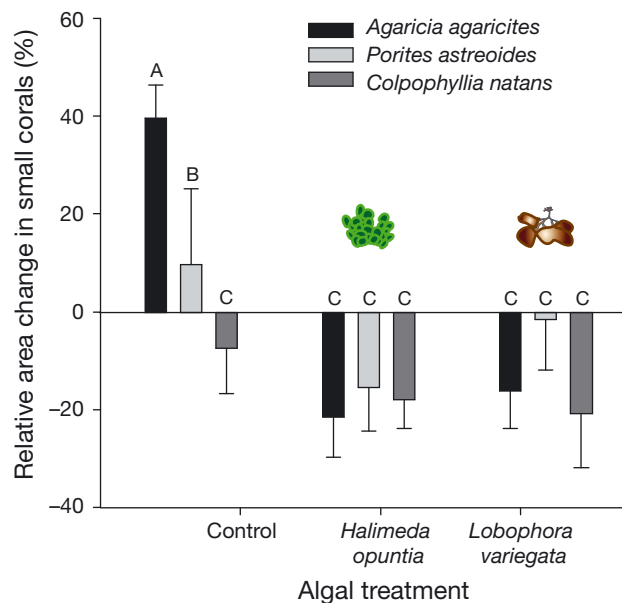 Relative area change in small corals (%)
60
40
20
0
–20
–40
Agaricia agaricites
Porites astreoides
Colpophyllia natans
A
B
C
C C C
C C C
Control
Halimeda
opuntia
Lobophora
variegata
Algal treatment